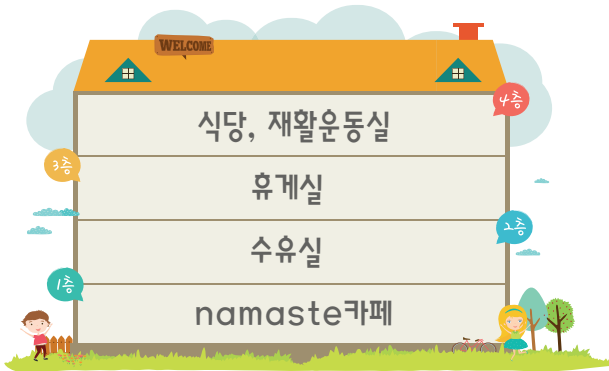 WELCOME
4층
식당, 재활운동실
3층
휴게실
2층
수유실
1층
namaste카페